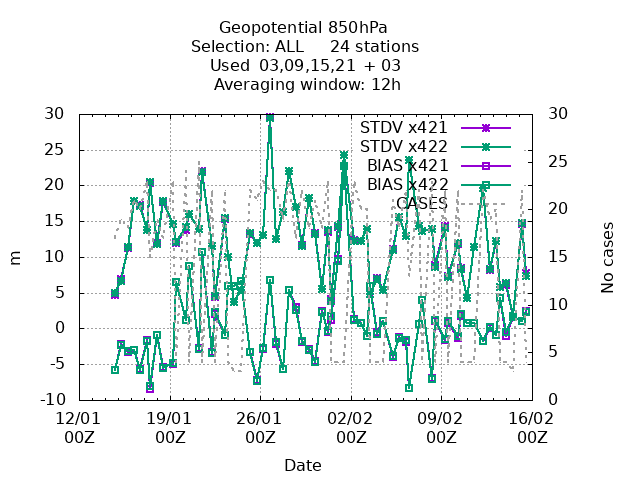 Geopotential 850hPa
Selection: ALL 24 stations
Used 03,09,15,21 + 03
Averaging window: 12h
30
25
20
15
10
5
0
-5
-10
30
25
20
15
10
5
0
STDV x421
STDV x422
BIAS x421
BIAS x422
CASES
m
No cases
12/01 19/01 26/01 02/02 09/02 16/02
00Z 00Z 00Z 00Z 00Z 00Z
Date